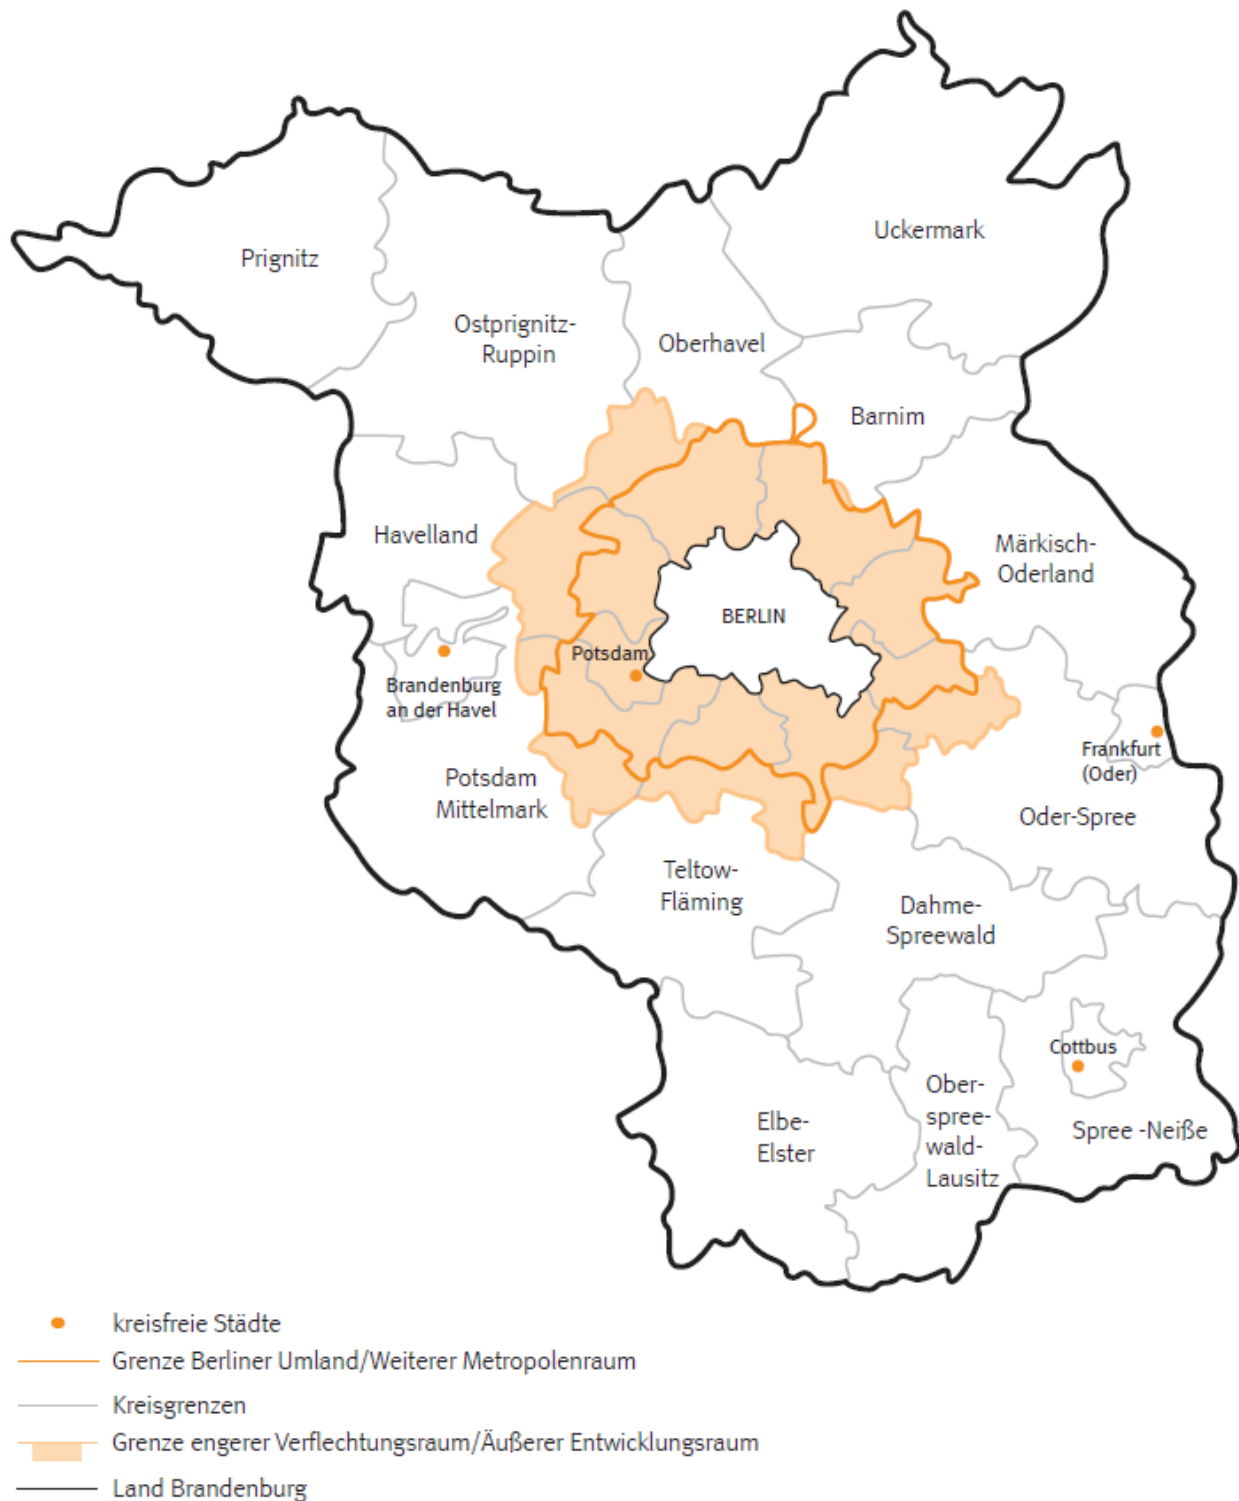 Uckermark
Prignitz
Ostprignitz-
Ruppin
Oberhavel
Barnim
Havelland
Märkisch-
Oderland
BERLIN
Potsdam
Brandenburg
an der Havel
Frankfurt
(Oder)
Potsdam
Mittelmark
Oder-Spree
Teltow-
Fläming
Dahme-
Spreewald
Cottbus
Ober-
spree-
wald-
Lausitz
Elbe-
Elster
Spree -Neiße
kreisfreie Städte
Grenze Berliner Umland/Weiterer Metropolenraum
Kreisgrenzen
Grenze engerer Verflechtungsraum/Äußerer Entwicklungsraum
Land Brandenburg